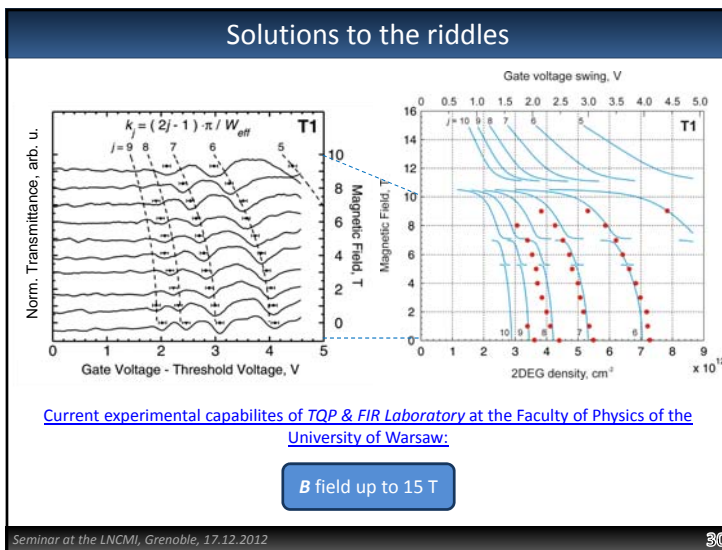 Solutions to the riddles
Norm. Transmittance, arb. u.
k_j = (2j - 1) · π / W_eff
T1
j = 9 8 7 6 5
10
8
6
4
2
0
Magnetic Field, T
0 1 2 3 4 5
Gate Voltage - Threshold Voltage, V
Gate voltage swing, V
0 0.5 1.0 1.5 2.0 2.5 3.0 3.5 4.0 4.5 5.0
Magnetic Field, T
16
14
12
10
8
6
4
2
0
j = 10 9 8 7 6 5
T1
10 9 8 7 6
0 1 2 3 4 5 6 7 8 9
x 10¹²
2DEG density, cm⁻²
Current experimental capabilites of TQP & FIR Laboratory at the Faculty of Physics of the
University of Warsaw:
B field up to 15 T
Seminar at the LNCMI, Grenoble, 17.12.2012
30